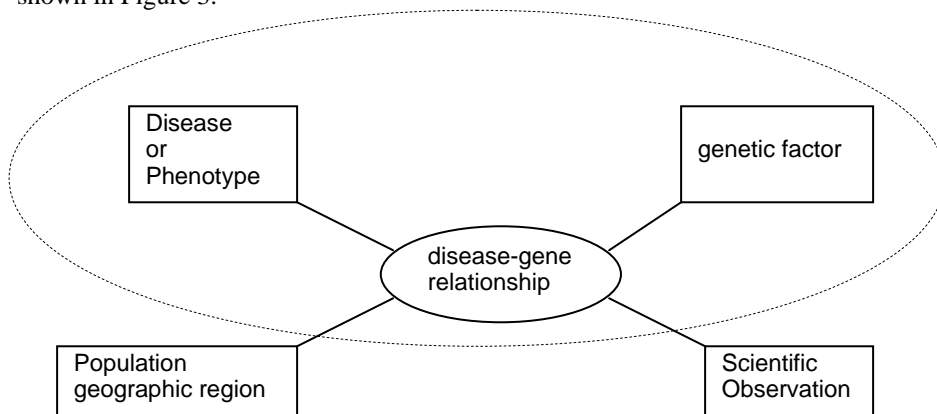 shown in Figure 3.
Disease
or
Phenotype
genetic factor
disease-gene
relationship
Population
geographic region
Scientific
Observation